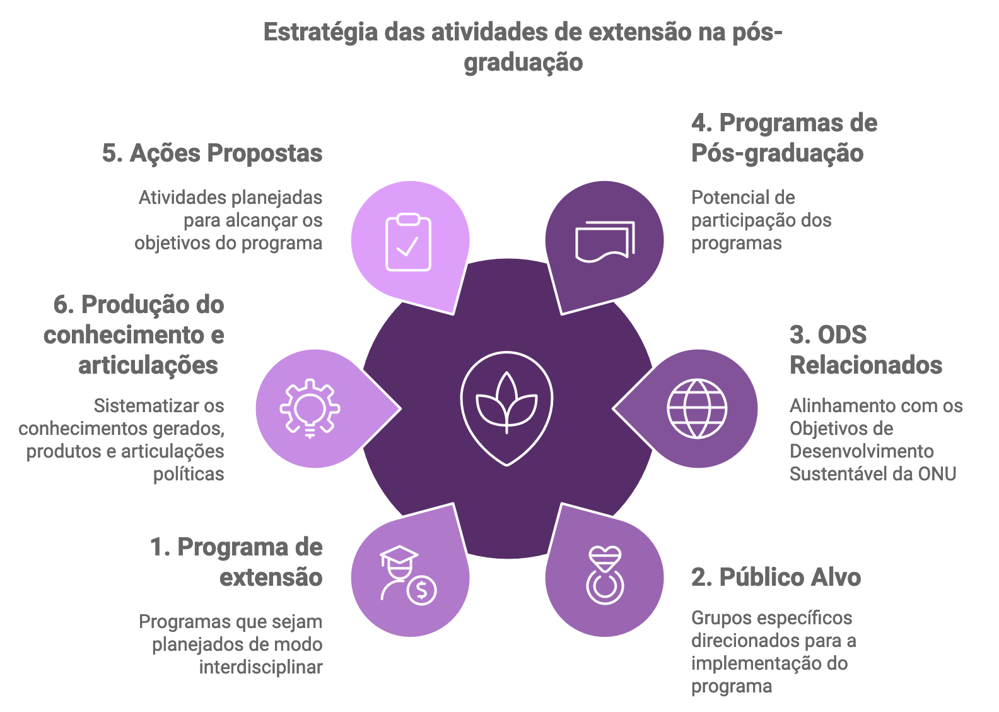 Estratégia das atividades de extensão na pós-
graduação
5. Ações Propostas
Atividades planejadas
para alcançar os
objetivos do programa
4. Programas de
Pós-graduação
Potencial de
participação dos
programas
6. Produção do
conhecimento e
articulações
Sistematizar os
conhecimentos gerados,
produtos e articulações
políticas
3. ODS
Relacionados
Alinhamento com os
Objetivos de
Desenvolvimento
Sustentável da ONU
1. Programa de
extensão
Programas que sejam
planejados de modo
interdisciplinar
$
2. Público Alvo
Grupos específicos
direcionados para a
implementação do
programa